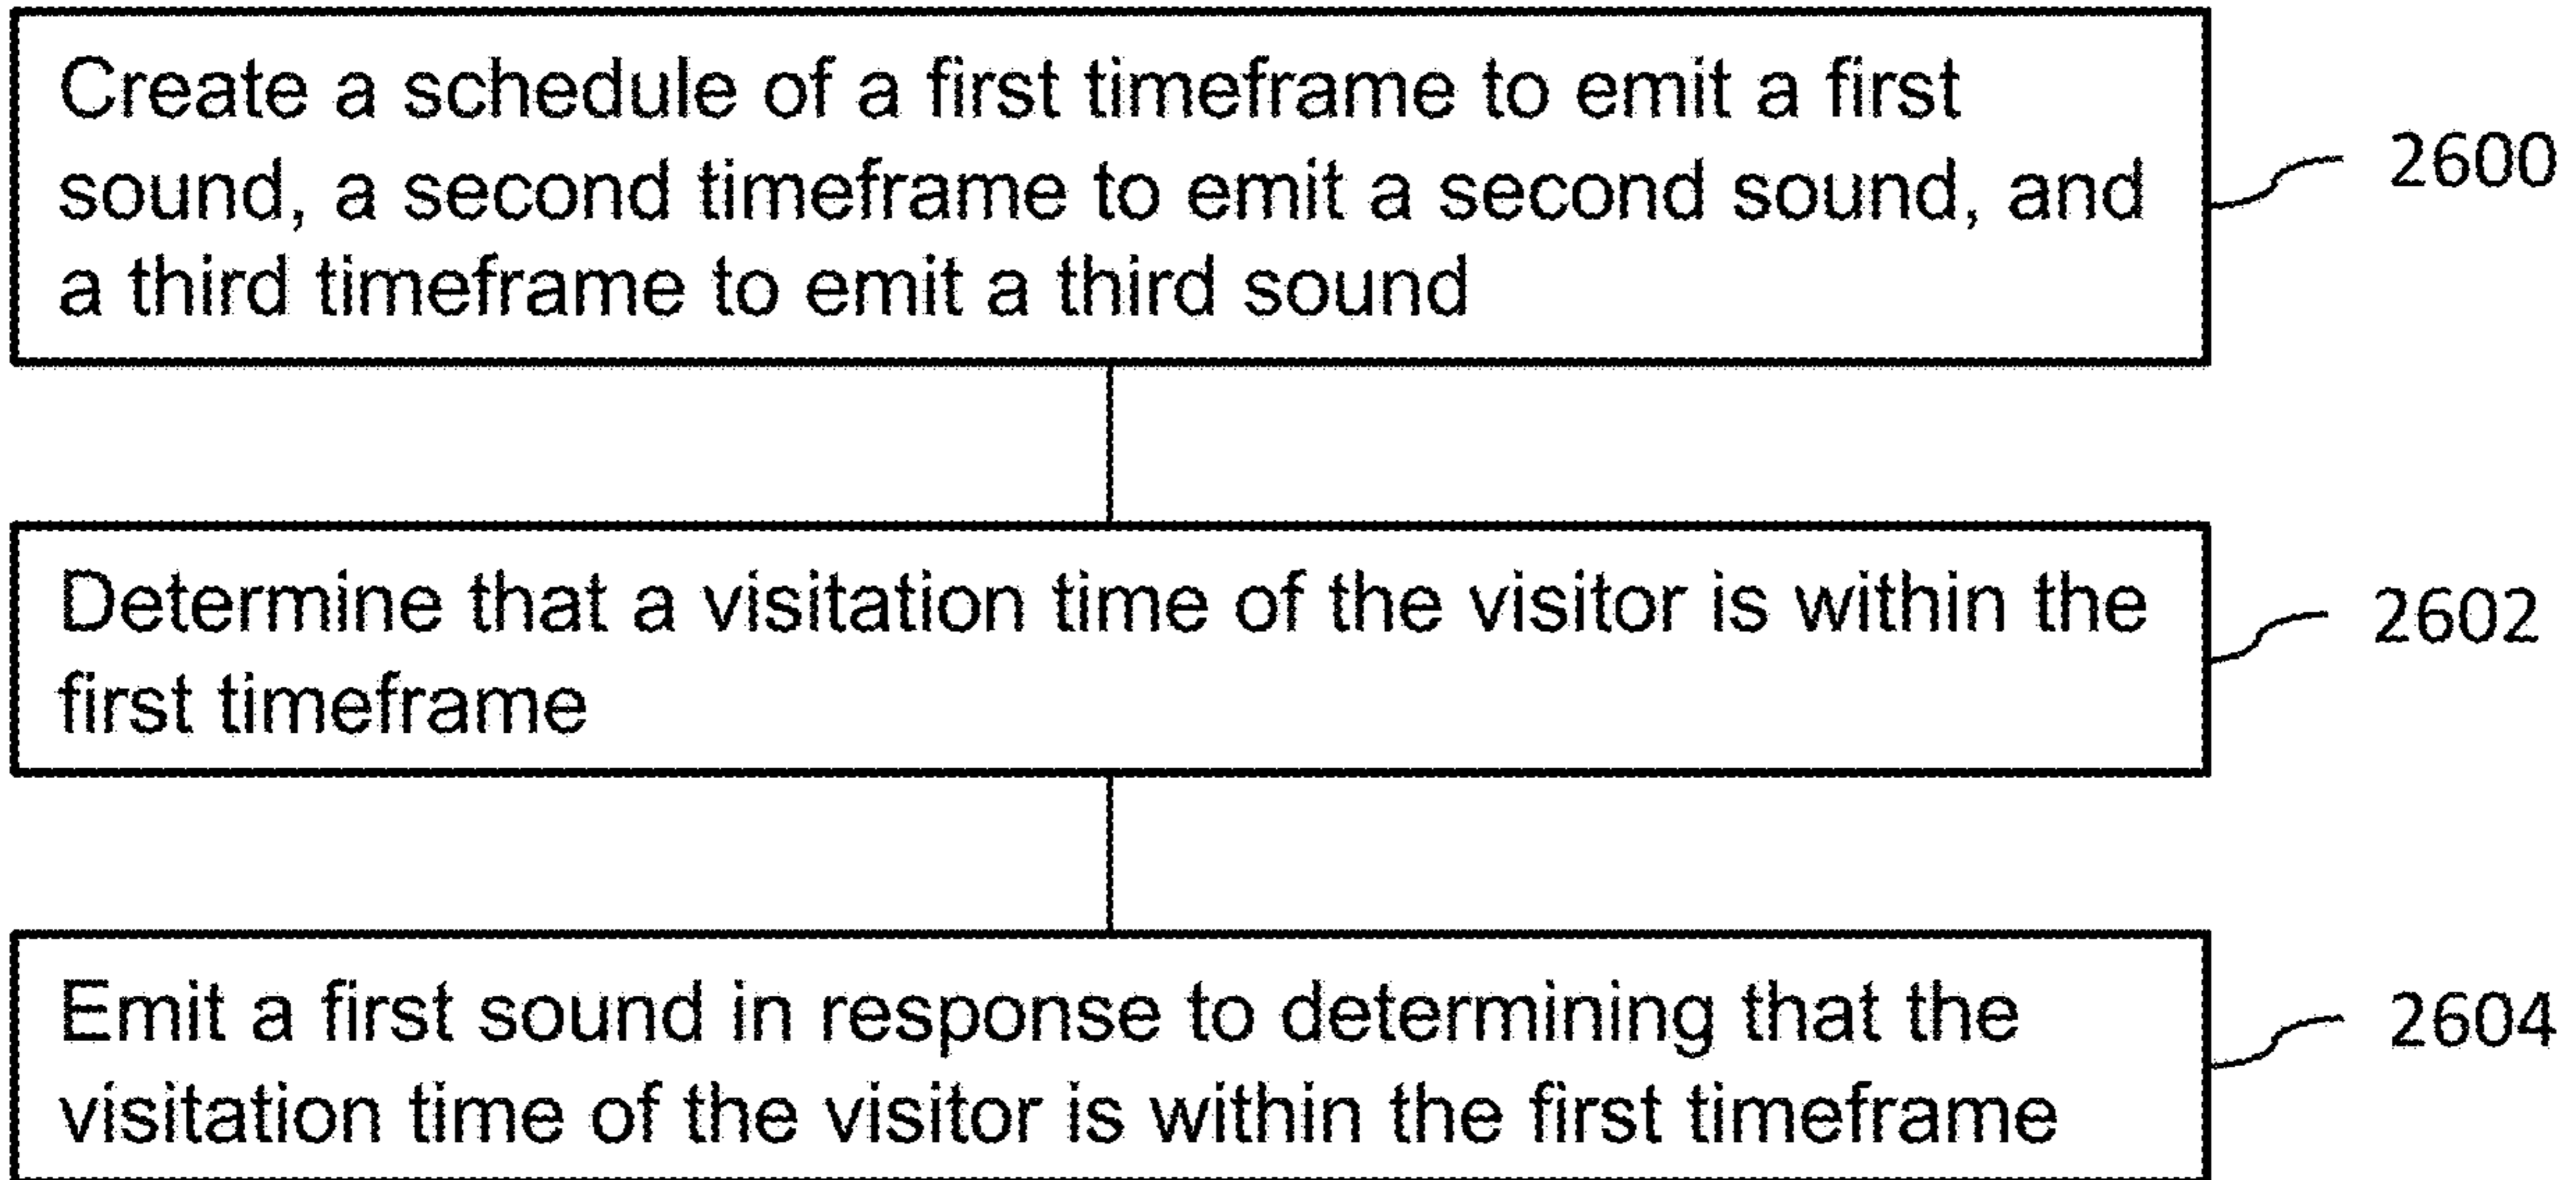 Create a schedule of a first timeframe to emit a first
sound, a second timeframe to emit a second sound, and
a third timeframe to emit a third sound
2600
Determine that a visitation time of the visitor is within the
first timeframe
2602
Emit a first sound in response to determining that the
visitation time of the visitor is within the first timeframe
2604